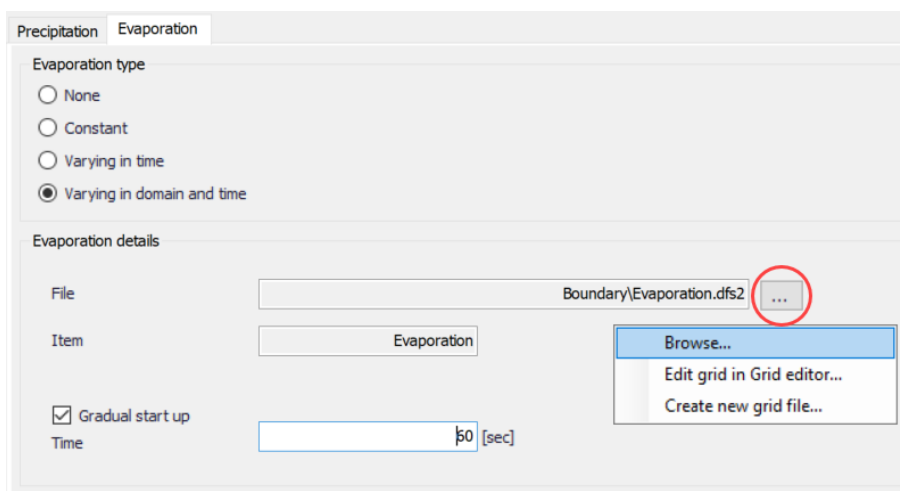 Precipitation Evaporation
Evaporation type
None
Constant
Varying in time
Varying in domain and time
Evaporation details
File Boundary\Evaporation.dfs2 ...
Item Evaporation
Browse...
Edit grid in Grid editor...
Create new grid file...
Gradual start up
Time 60 [sec]